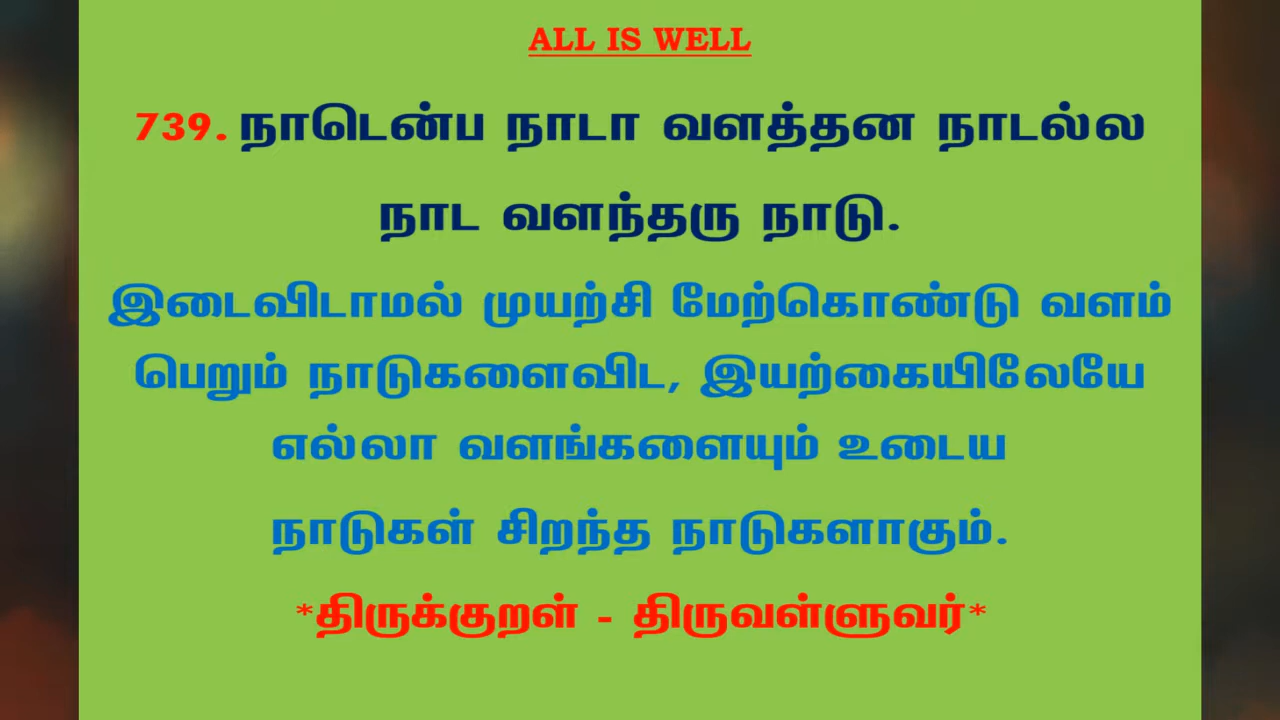 ALL IS WELL
739. நாடென்ப நாடா வளத்தன நாடல்ல
நாட வளந்தரு நாடு.
இடைவிடாமல் முயற்சி மேற்கொண்டு வளம்
பெறும் நாடுகளைவிட, இயற்கையிலேயே
எல்லா வளங்களையும் உடைய
நாடுகள் சிறந்த நாடுகளாகும்.
*திருக்குறள் - திருவள்ளுவர்*